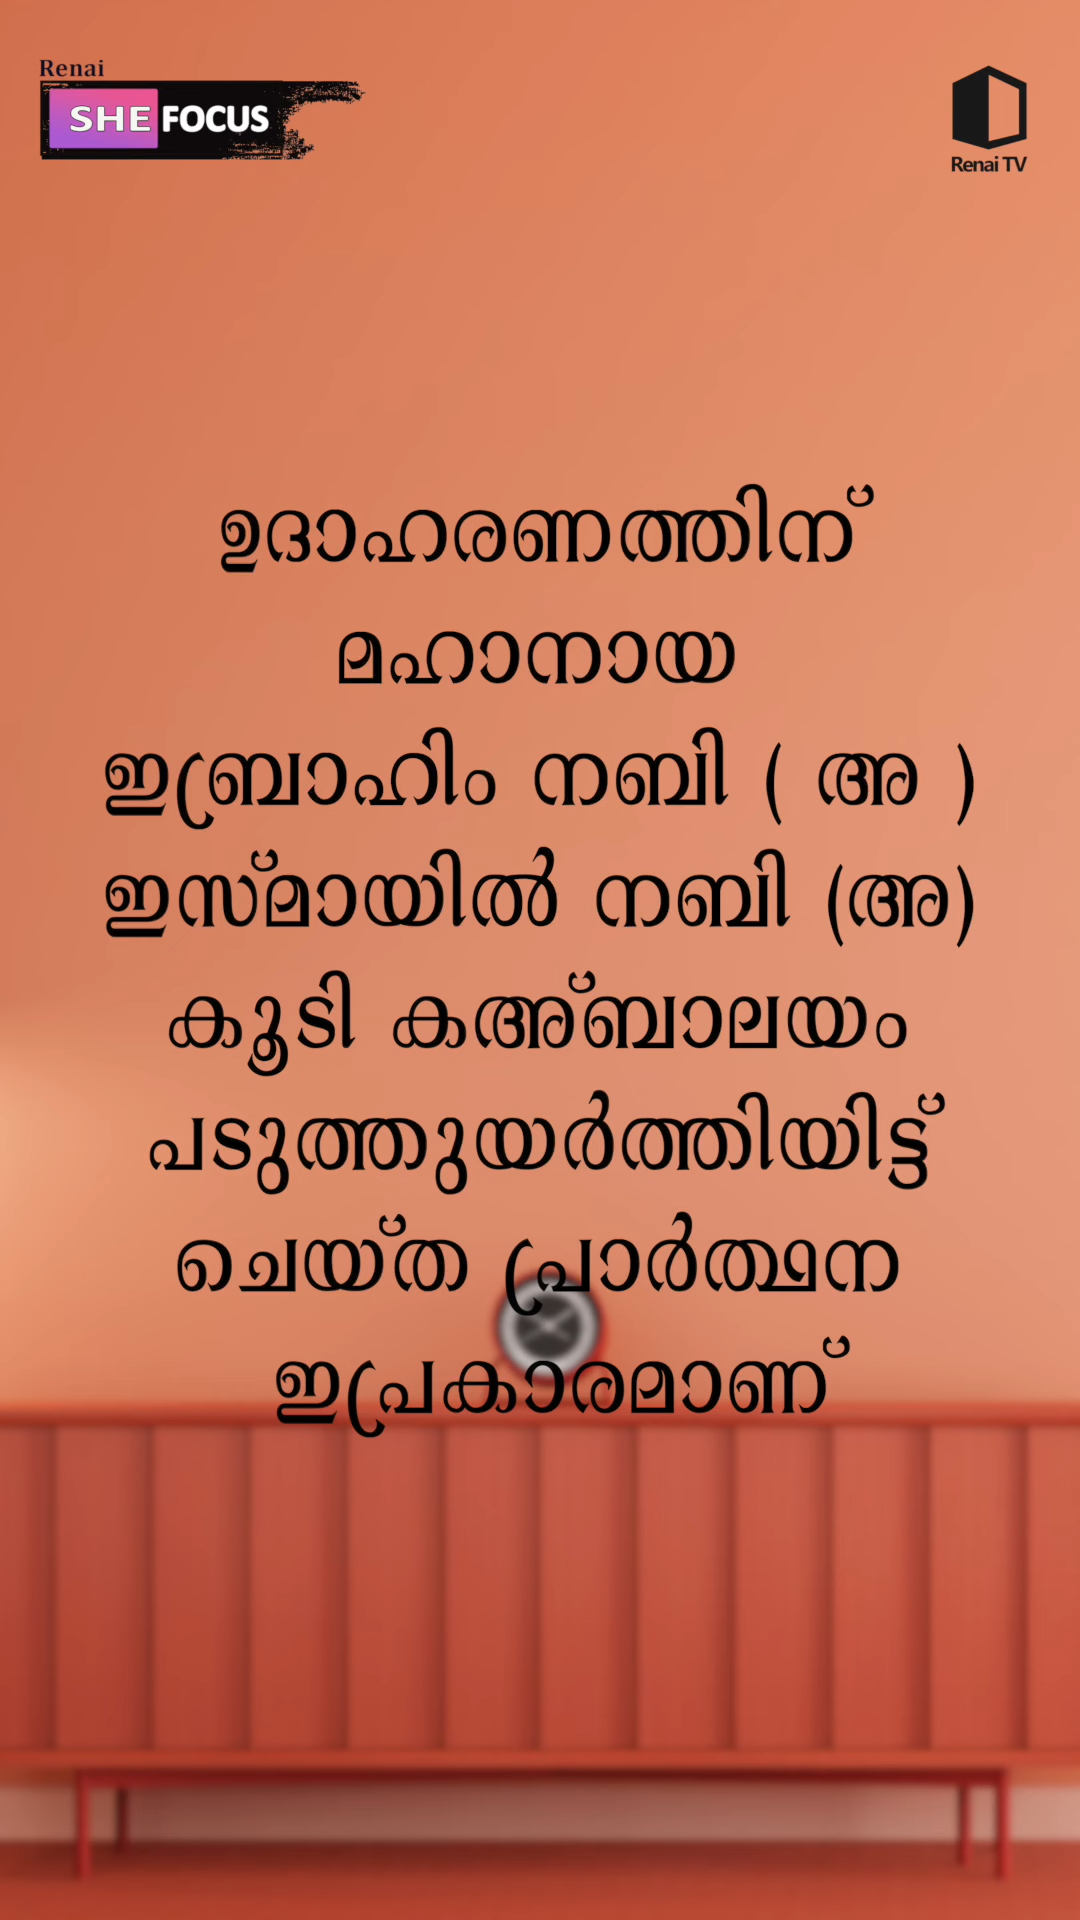 Renai
SHE FOCUS
Renai TV
ഉദാഹരണത്തിന്
മഹാനായ
ഇബ്രാഹിം നബി ( അ )
ഇസ്മായിൽ നബി (അ)
കൂടി കഅ്ബാലയം
പടുത്തുയർത്തിയിട്ട്
ചെയ്ത പ്രാർത്ഥന
ഇപ്രകാരമാണ്